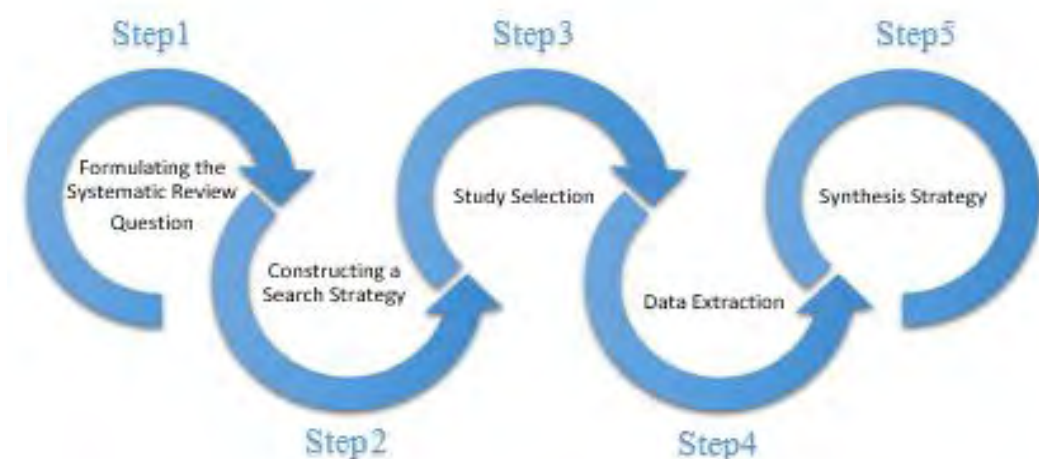 Step1
Formulating the
Systematic Review
Question
Step2
Constructing a
Search Strategy
Step3
Study Selection
Step4
Data Extraction
Step5
Synthesis Strategy